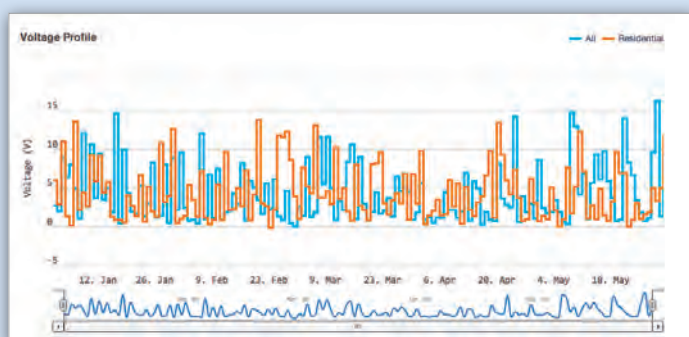 Voltage Profile
All Residential
15
10
5
0
-5
Voltage (V)
12. Jan 26. Jan 9. Feb 23. Feb 9. Mar 23. Mar 6. Apr 20. Apr 4. May 18. May